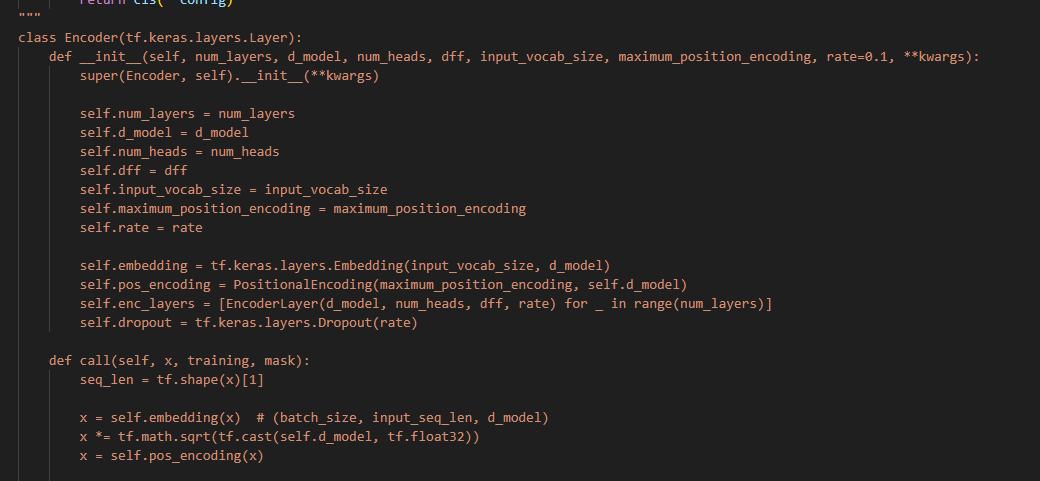 return cls(**config)
"""
class Encoder(tf.keras.layers.Layer):
    def __init__(self, num_layers, d_model, num_heads, dff, input_vocab_size, maximum_position_encoding, rate=0.1, **kwargs):
        super(Encoder, self).__init__(**kwargs)

        self.num_layers = num_layers
        self.d_model = d_model
        self.num_heads = num_heads
        self.dff = dff
        self.input_vocab_size = input_vocab_size
        self.maximum_position_encoding = maximum_position_encoding
        self.rate = rate

        self.embedding = tf.keras.layers.Embedding(input_vocab_size, d_model)
        self.pos_encoding = PositionalEncoding(maximum_position_encoding, self.d_model)
        self.enc_layers = [EncoderLayer(d_model, num_heads, dff, rate) for _ in range(num_layers)]
        self.dropout = tf.keras.layers.Dropout(rate)

    def call(self, x, training, mask):
        seq_len = tf.shape(x)[1]

        x = self.embedding(x)  # (batch_size, input_seq_len, d_model)
        x *= tf.math.sqrt(tf.cast(self.d_model, tf.float32))
        x = self.pos_encoding(x)